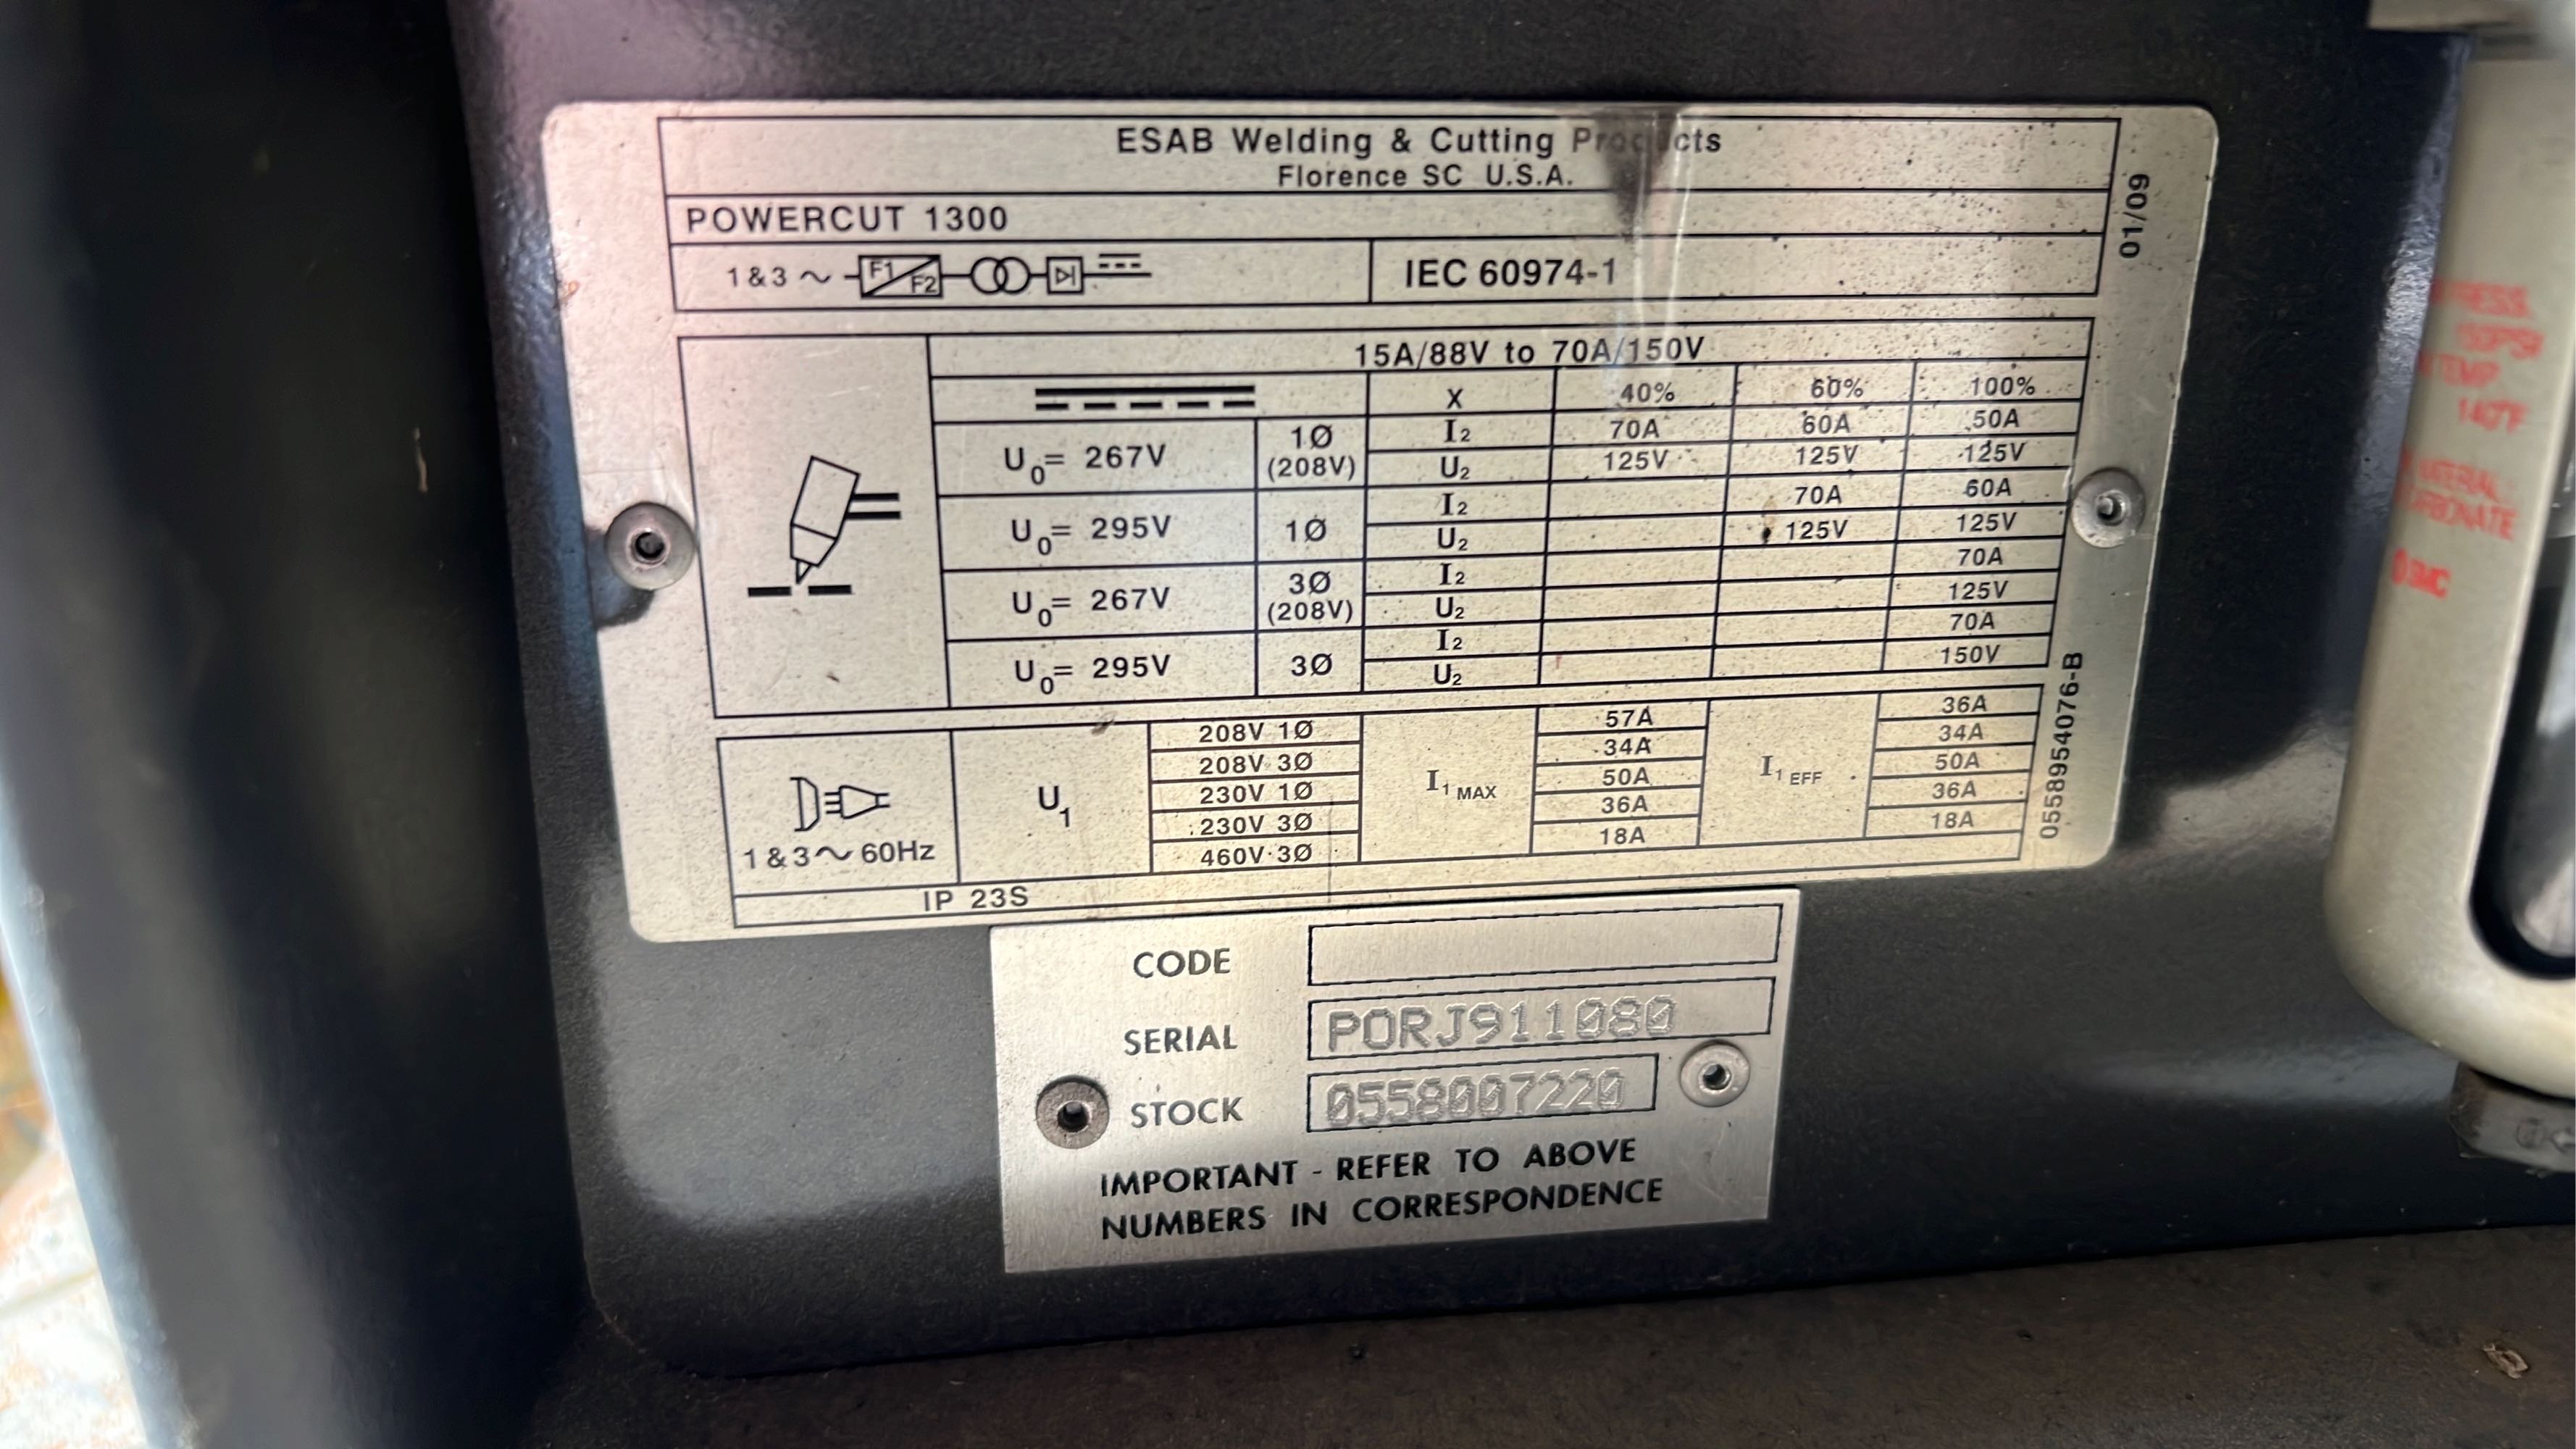 ESAB Welding & Cutting Products
Florence SC U.S.A.
01/09
POWERCUT 1300
1 & 3 ~ F1 F2 IEC 60974-1
15A/88V to 70A/150V
X 40% 60% 100%
U0= 267V 1Ø (208V) I2 70A 60A 50A
U2 125V 125V 125V
U0= 295V 1Ø I2 70A 60A
U2 125V 125V
U0= 267V 3Ø (208V) I2 70A
U2 125V
U0= 295V 3Ø I2 70A
U2 150V
1 & 3 ~ 60Hz U1 I1 MAX I1 EFF
208V 1Ø 57A 36A
208V 3Ø 34A 34A
230V 1Ø 50A 50A
230V 3Ø 36A 36A
460V 3Ø 18A 18A
IP 23S
0558954076-B
CODE
SERIAL PORJ911080
STOCK 0558007220
IMPORTANT - REFER TO ABOVE
NUMBERS IN CORRESPONDENCE